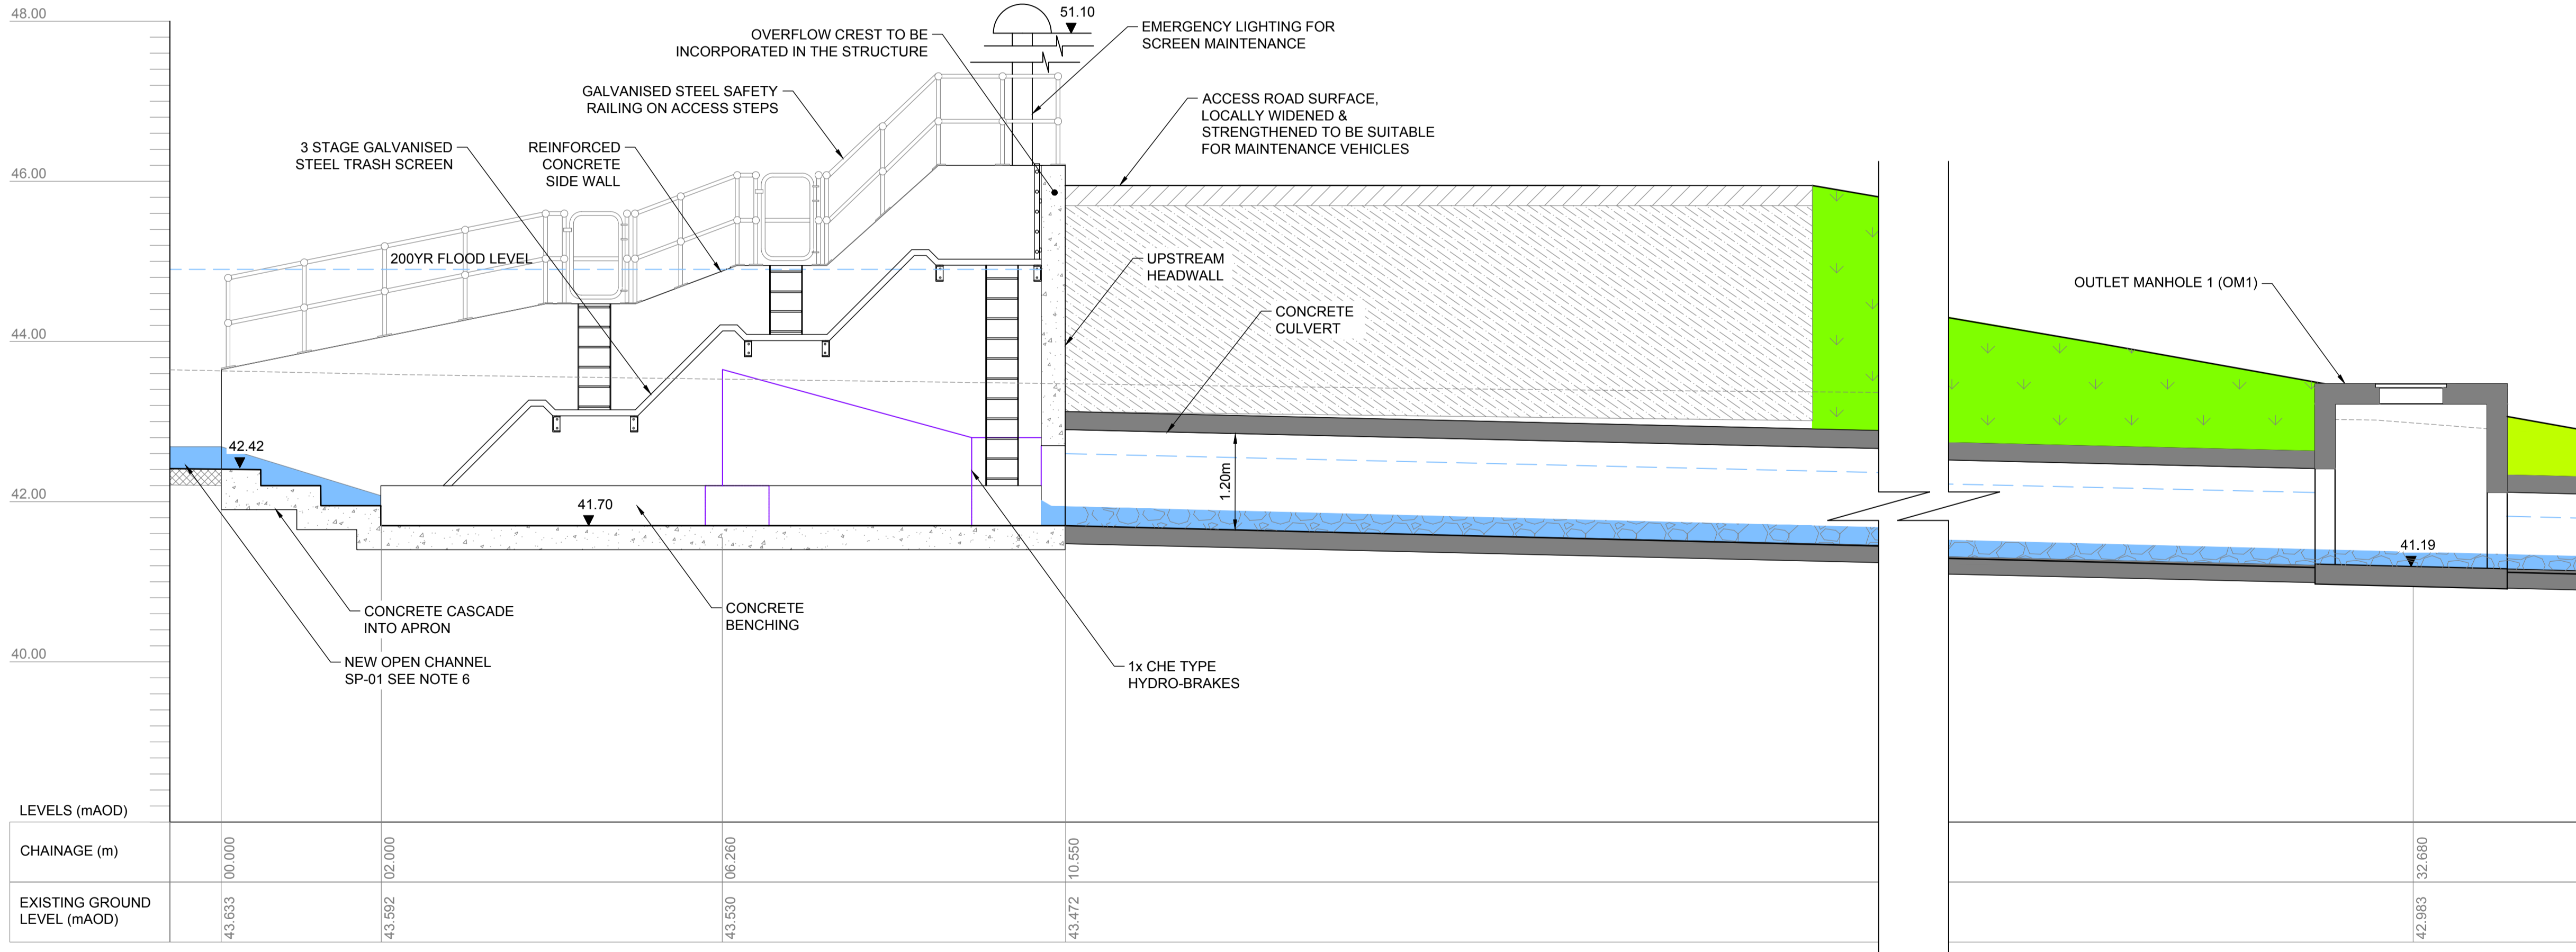 48.00
46.00
44.00
42.00
40.00
51.10
EMERGENCY LIGHTING FOR
SCREEN MAINTENANCE
OVERFLOW CREST TO BE
INCORPORATED IN THE STRUCTURE
GALVANISED STEEL SAFETY
RAILING ON ACCESS STEPS
ACCESS ROAD SURFACE,
LOCALLY WIDENED &
STRENGTHENED TO BE SUITABLE
FOR MAINTENANCE VEHICLES
3 STAGE GALVANISED
STEEL TRASH SCREEN
REINFORCED
CONCRETE
SIDE WALL
200YR FLOOD LEVEL
UPSTREAM
HEADWALL
OUTLET MANHOLE 1 (OM1)
CONCRETE
CULVERT
42.42
1.20m
41.70
41.19
CONCRETE CASCADE
INTO APRON
CONCRETE
BENCHING
NEW OPEN CHANNEL
SP-01 SEE NOTE 6
1x CHE TYPE
HYDRO-BRAKES
LEVELS (mAOD)
CHAINAGE (m)
00.000
02.000
06.260
10.550
32.680
EXISTING GROUND
LEVEL (mAOD)
43.633
43.592
43.530
43.472
42.983